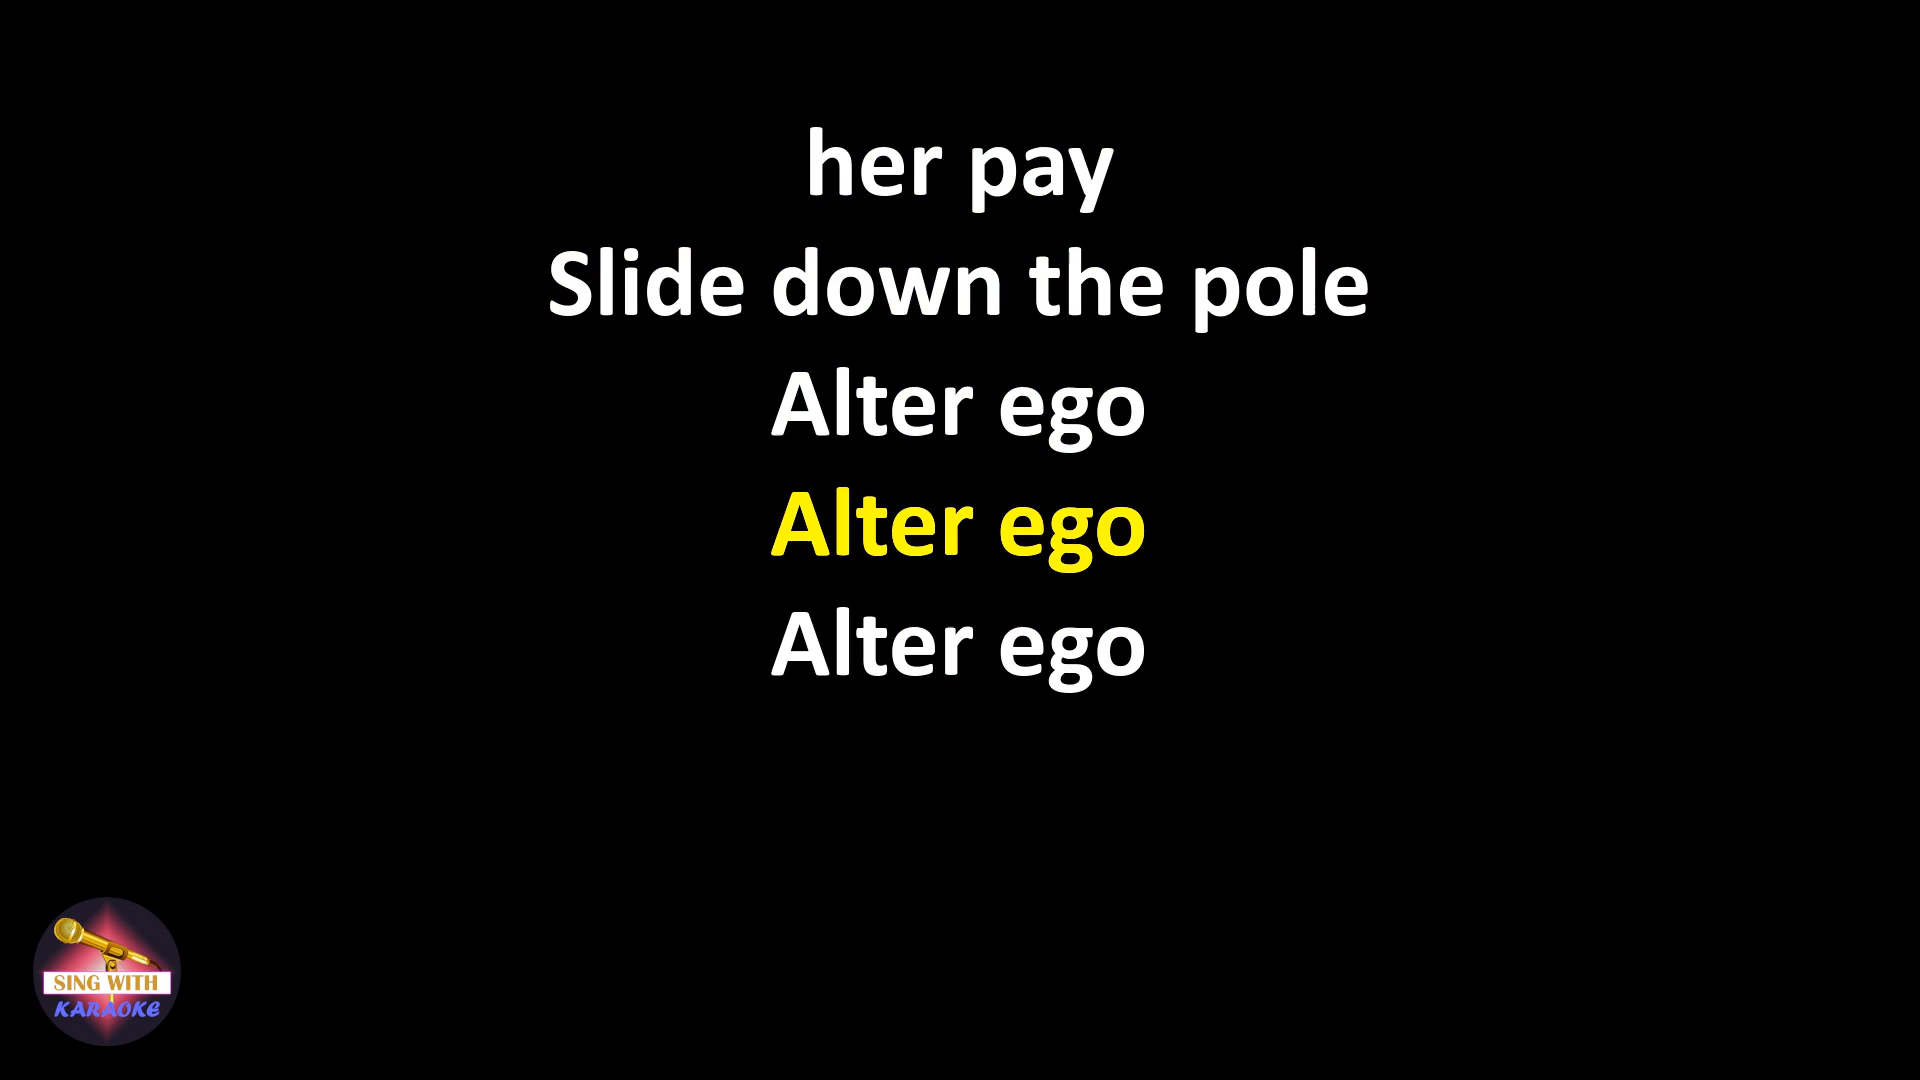 her pay
Slide down the pole
Alter ego
Alter ego
Alter ego
SING WITH
KARAOKE